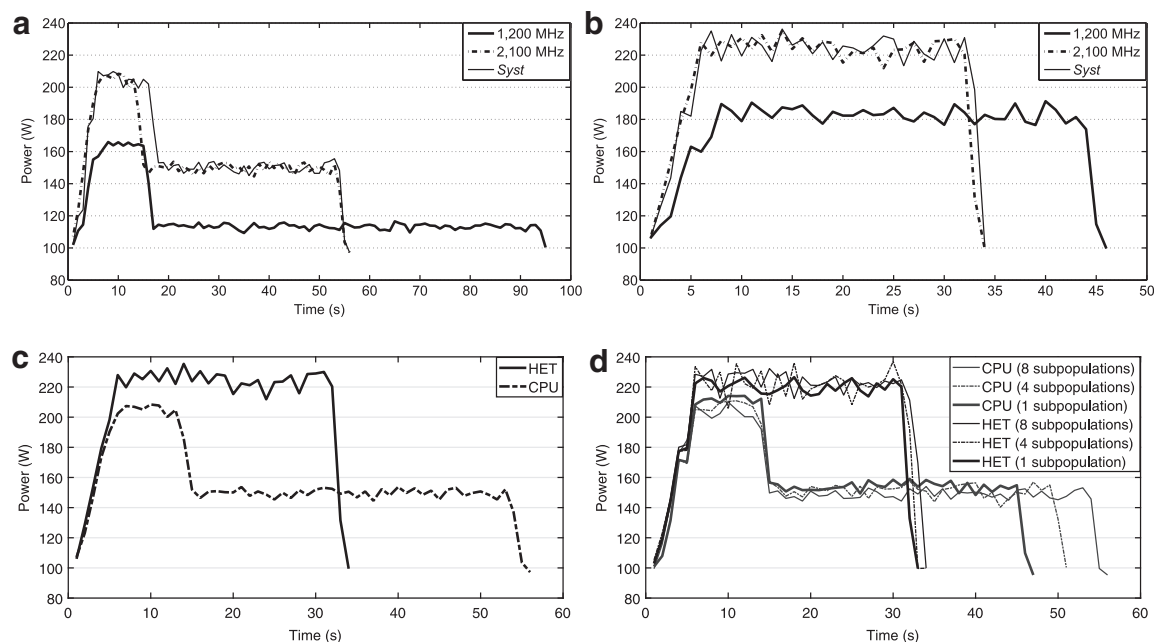 a
240
220
200
180
160
140
120
100
80
Power (W)
0 10 20 30 40 50 60 70 80 90 100
Time (s)
1,200 MHz
2,100 MHz
Syst
b
240
220
200
180
160
140
120
100
80
Power (W)
0 5 10 15 20 25 30 35 40 45 50
Time (s)
1,200 MHz
2,100 MHz
Syst
c
240
220
200
180
160
140
120
100
80
Power (W)
0 10 20 30 40 50 60
Time (s)
HET
CPU
d
240
220
200
180
160
140
120
100
80
Power (W)
0 10 20 30 40 50 60
Time (s)
CPU (8 subpopulations)
CPU (4 subpopulations)
CPU (1 subpopulation)
HET (8 subpopulations)
HET (4 subpopulations)
HET (1 subpopulation)